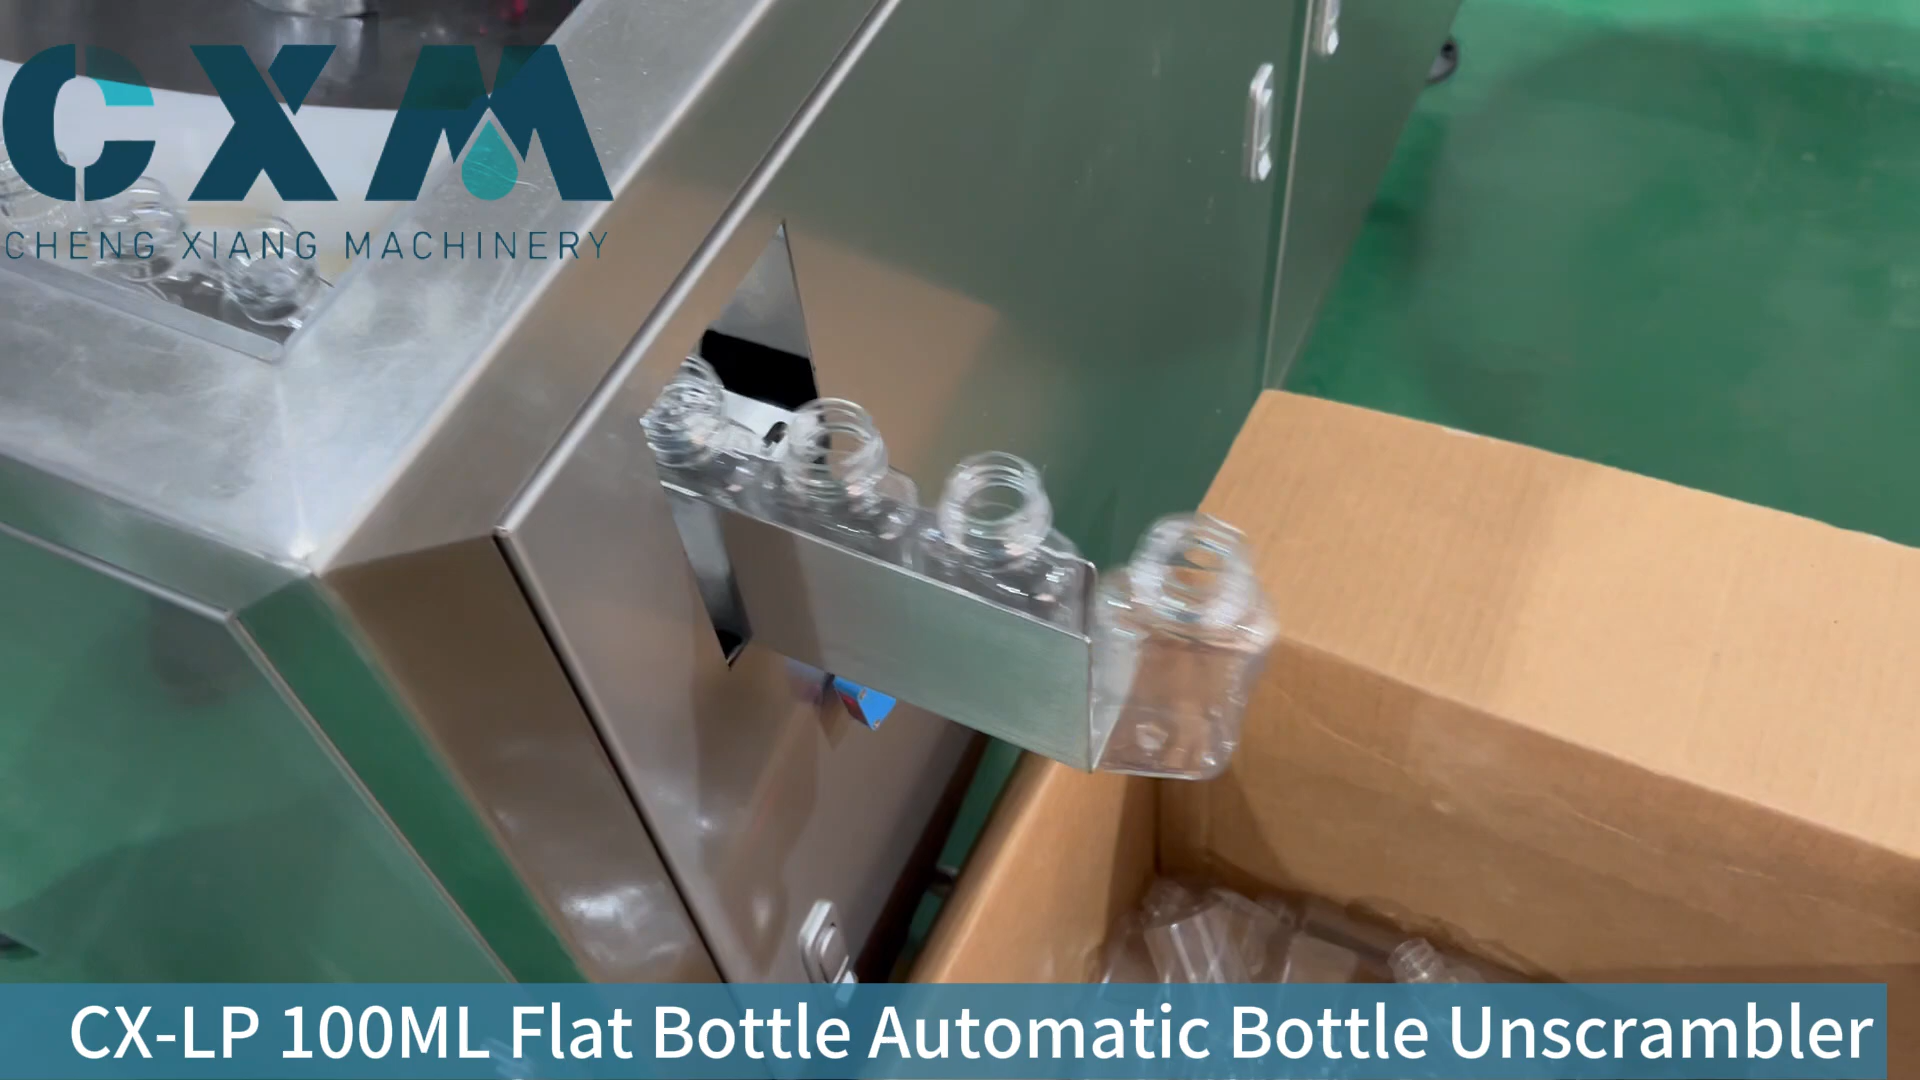 CXM
CHENG XIANG MACHINERY
CX-LP 100ML Flat Bottle Automatic Bottle Unscrambler